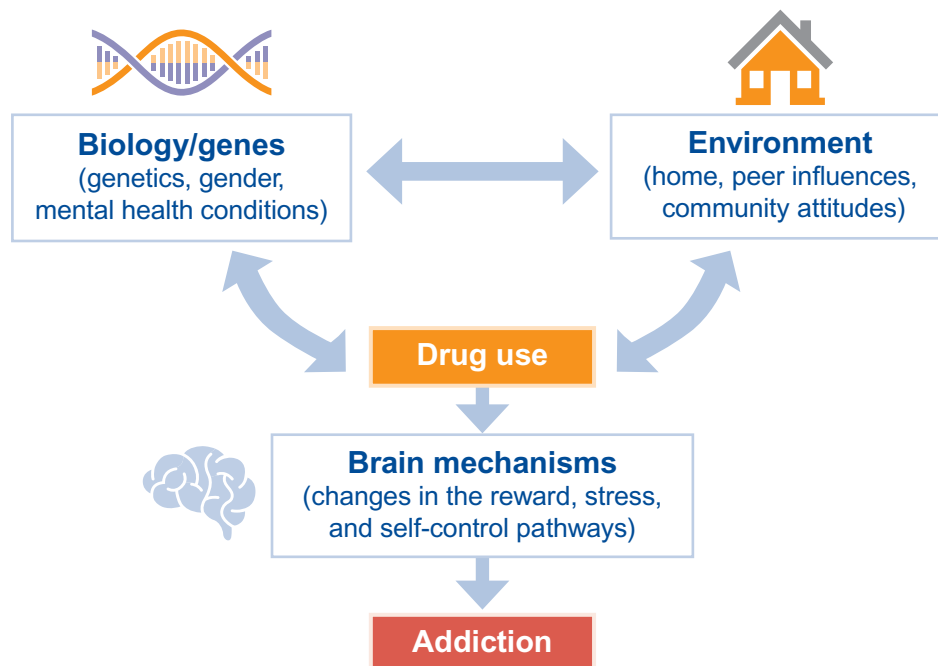 Biology/genes
(genetics, gender,
mental health conditions)
Environment
(home, peer influences,
community attitudes)
Drug use
Brain mechanisms
(changes in the reward, stress,
and self-control pathways)
Addiction